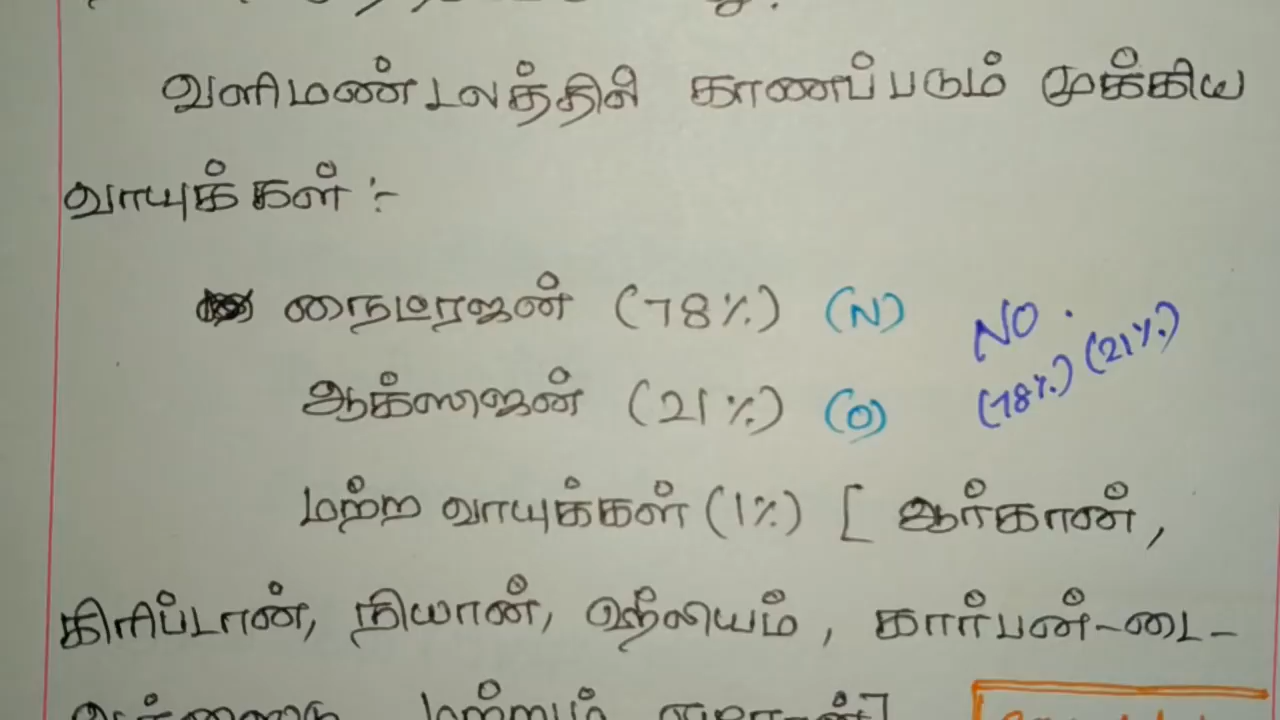 வளிமண்டலத்தில் காணப்படும் முக்கிய
வாயுக்கள் :-
நைட்ரஜன் (78%) (N) NO.
ஆக்ஸிஜன் (21%) (O) (78%) (21%)
மற்ற வாயுக்கள் (1%) [ ஆர்கான்,
கிரிப்டான், நியான், ஹீலியம், கார்பன்-டை-
மற்றும்